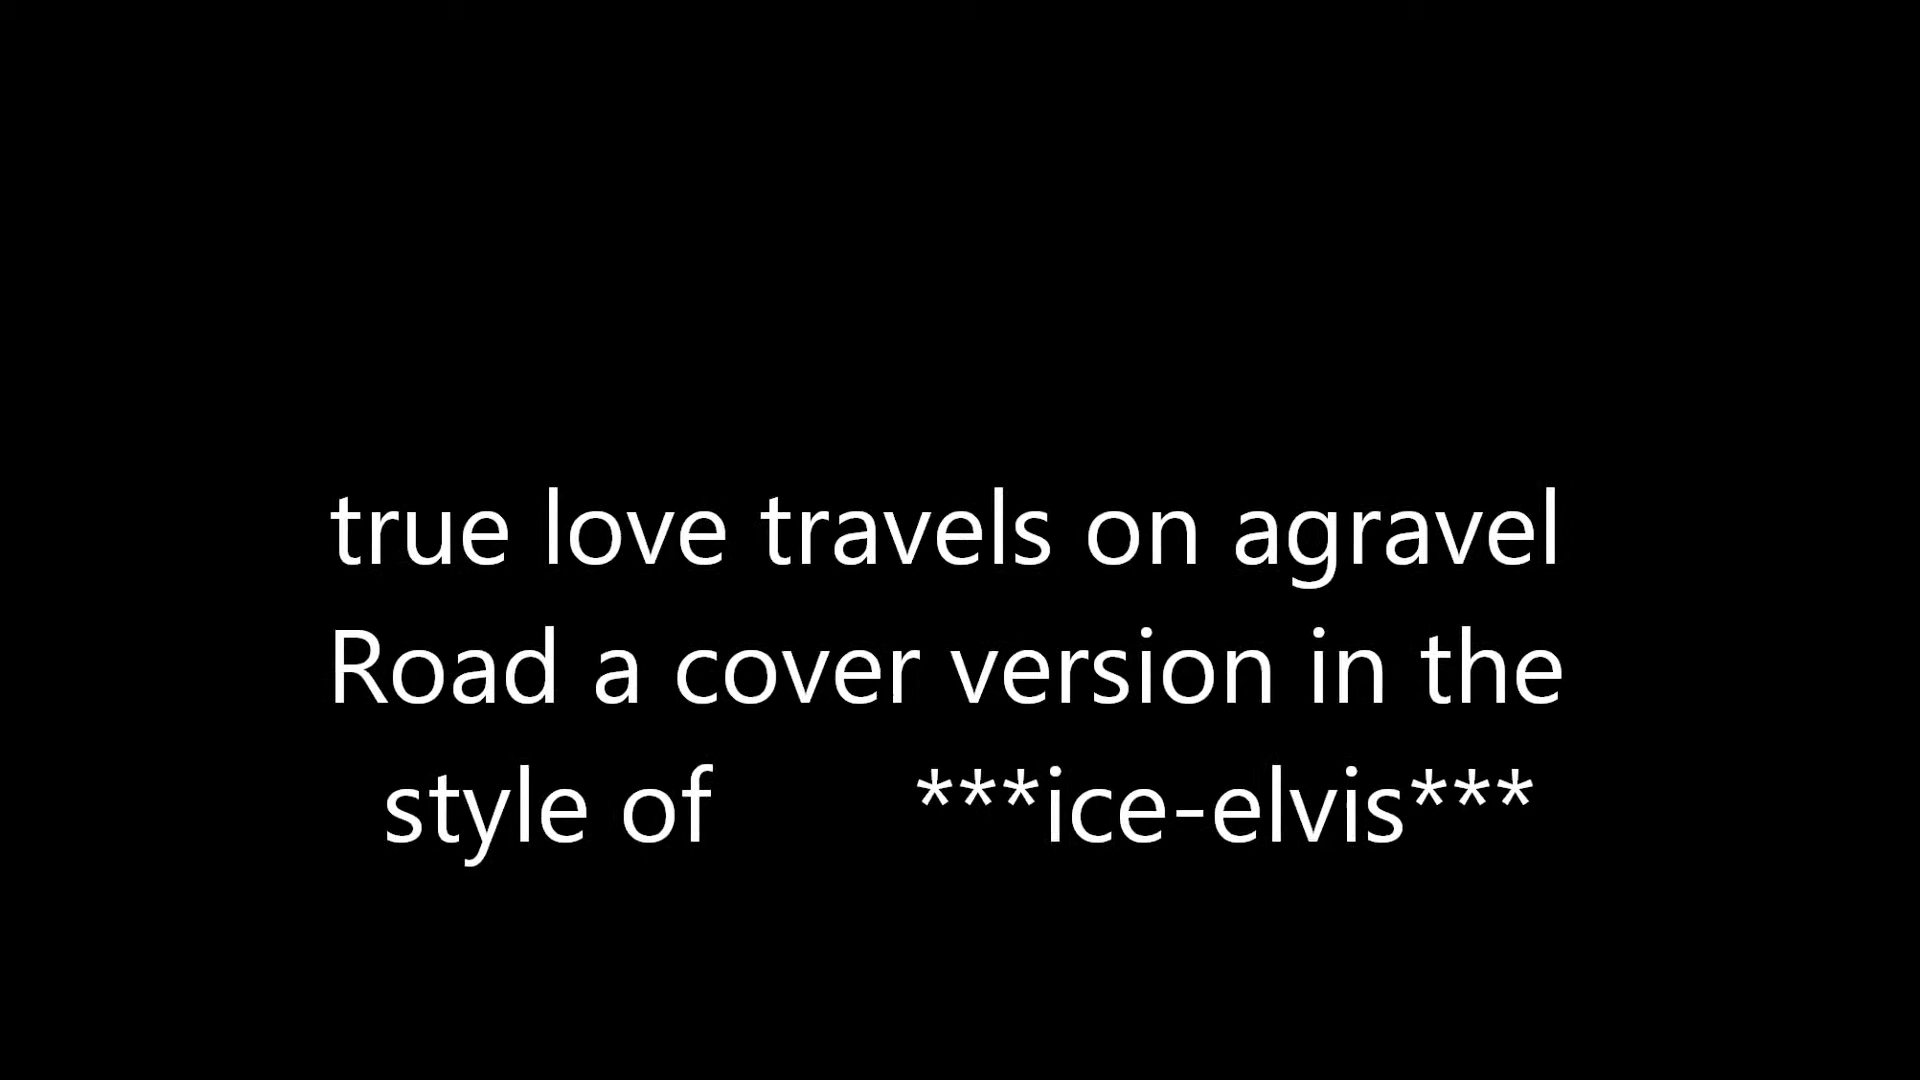 true love travels on agravel
Road a cover version in the
style of ***ice-elvis***